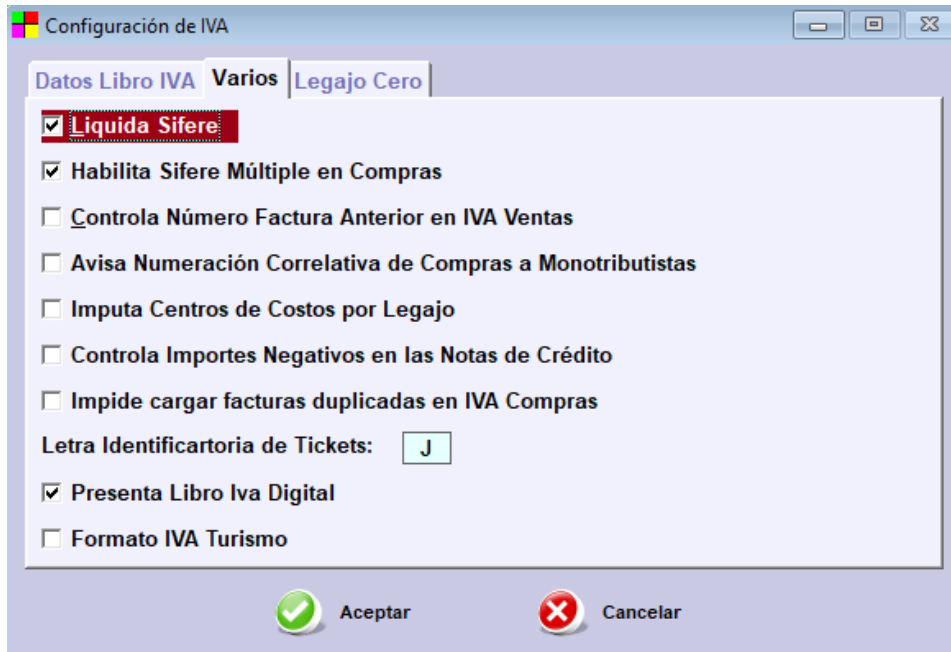 Configuración de IVA
Datos Libro IVA Varios Legajo Cero
Liquida Sifere
Habilita Sifere Múltiple en Compras
Controla Número Factura Anterior en IVA Ventas
Avisa Numeración Correlativa de Compras a Monotributistas
Imputa Centros de Costos por Legajo
Controla Importes Negativos en las Notas de Crédito
Impide cargar facturas duplicadas en IVA Compras
Letra Identificartoria de Tickets: J
Presenta Libro Iva Digital
Formato IVA Turismo
Aceptar Cancelar